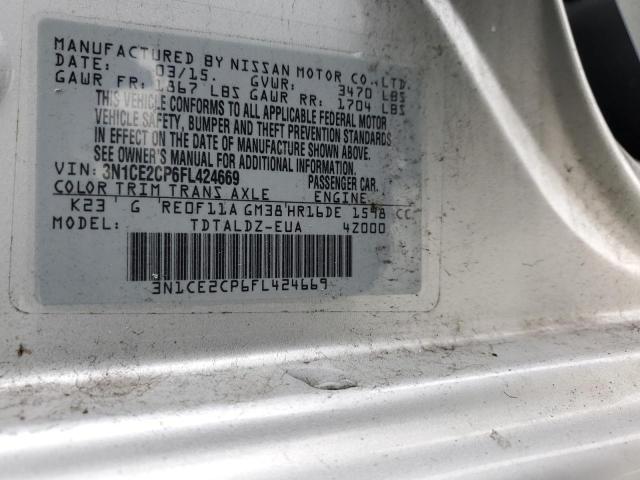 MANUFACTURED BY NISSAN MOTOR CO., LTD.
DATE: 03/15. GVWR: 3470 LBS
GAWR FR: 1867 LBS GAWR RR: 1704 LBS
THIS VEHICLE CONFORMS TO ALL APPLICABLE FEDERAL MOTOR
VEHICLE SAFETY, BUMPER AND THEFT PREVENTION STANDARDS
IN EFFECT ON THE DATE OF MANUFACTURE SHOWN ABOVE.
SEE OWNER'S MANUAL FOR ADDITIONAL INFORMATION.
VIN: 3N1CE2CP6FL424669 PASSENGER CAR.
COLOR TRIM TRANS AXLE ENGINE:
K23 G RE0F11A GM38 HR16DE 1598 CC
MODEL: TDTALDZ-EUA 4Z000
3N1CE2CP6FL424669